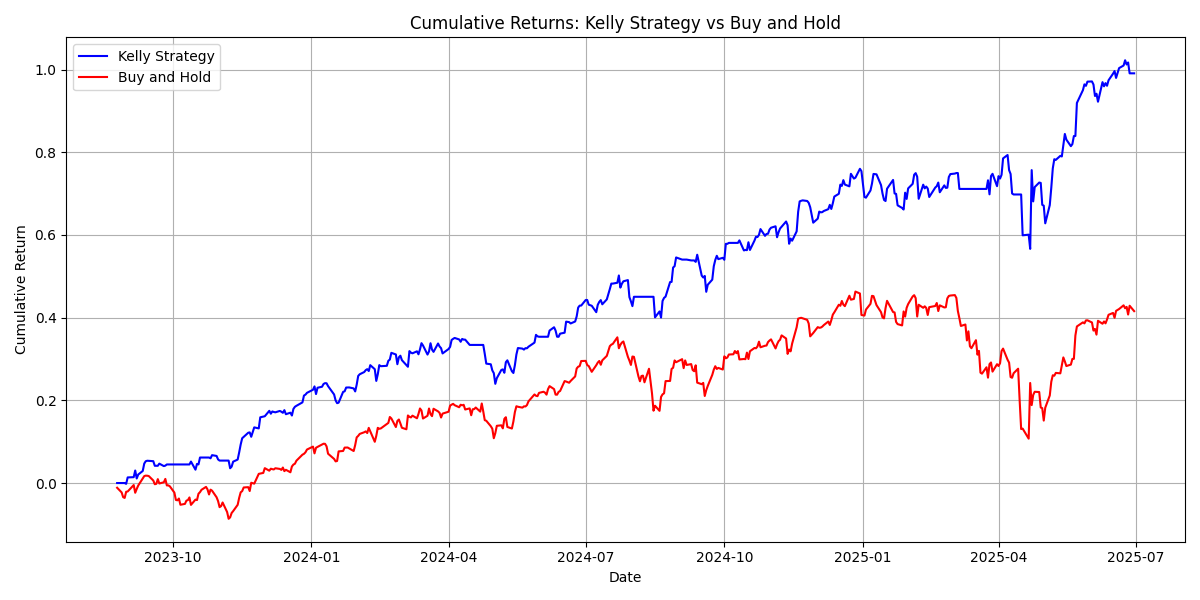 Cumulative Returns: Kelly Strategy vs Buy and Hold
Kelly Strategy
Buy and Hold
Cumulative Return
1.0
0.8
0.6
0.4
0.2
0.0
2023-10 2024-01 2024-04 2024-07 2024-10 2025-01 2025-04 2025-07
Date